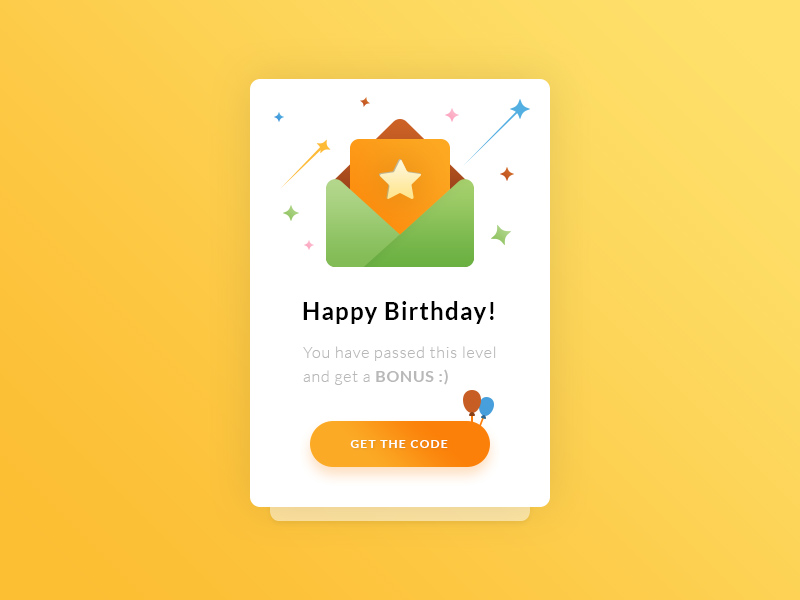 Happy Birthday!
You have passed this level
and get a BONUS :)
GET THE CODE